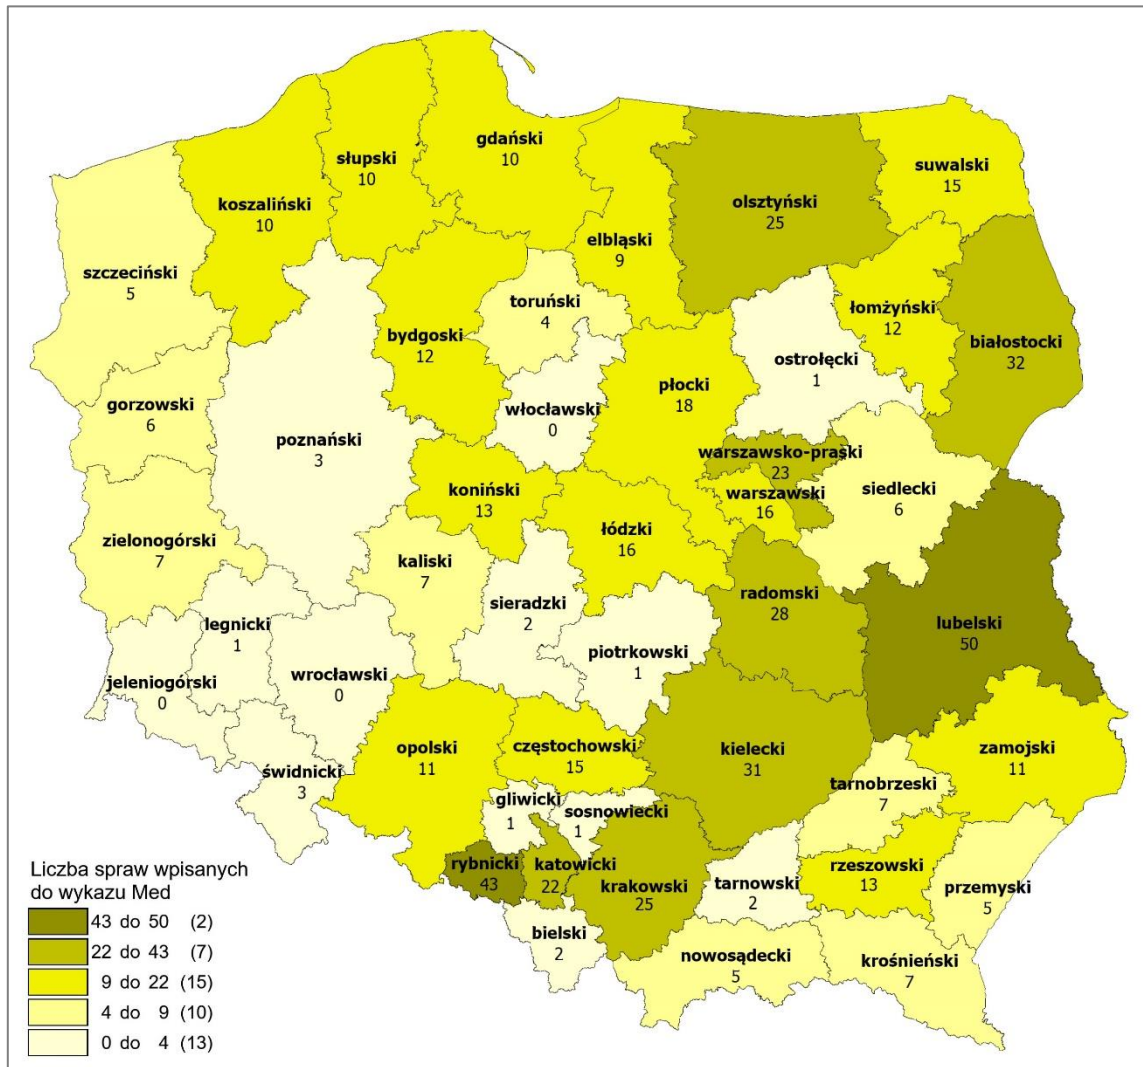 gdański
10
słupski
10
suwalski
15
koszaliński
10
olsztyński
25
elbląski
9
szczeciński
5
toruński
4
łomżyński
12
bydgoski
12
białostocki
32
ostrołęcki
1
płocki
18
gorzowski
6
włocławski
0
poznański
3
warszawsko-praski
23
koniński
13
warszawski
16
siedlecki
6
łódzki
16
zielonogórski
7
kaliski
7
sieradzki
2
radomski
28
legnicki
1
lubelski
50
piotrkowski
1
wrocławski
0
jeleniogórski
0
opolski
11
częstochowski
15
kielecki
31
zamojski
11
świdnicki
3
tarnobrzeski
7
gliwicki
1
sosnowiecki
1
rybnicki
43
katowicki
22
krakowski
25
tarnowski
2
rzeszowski
13
przemyski
5
bielski
2
nowosądecki
5
krośnieński
7
Liczba spraw wpisanych
do wykazu Med
43 do 50 (2)
22 do 43 (7)
9 do 22 (15)
4 do 9 (10)
0 do 4 (13)